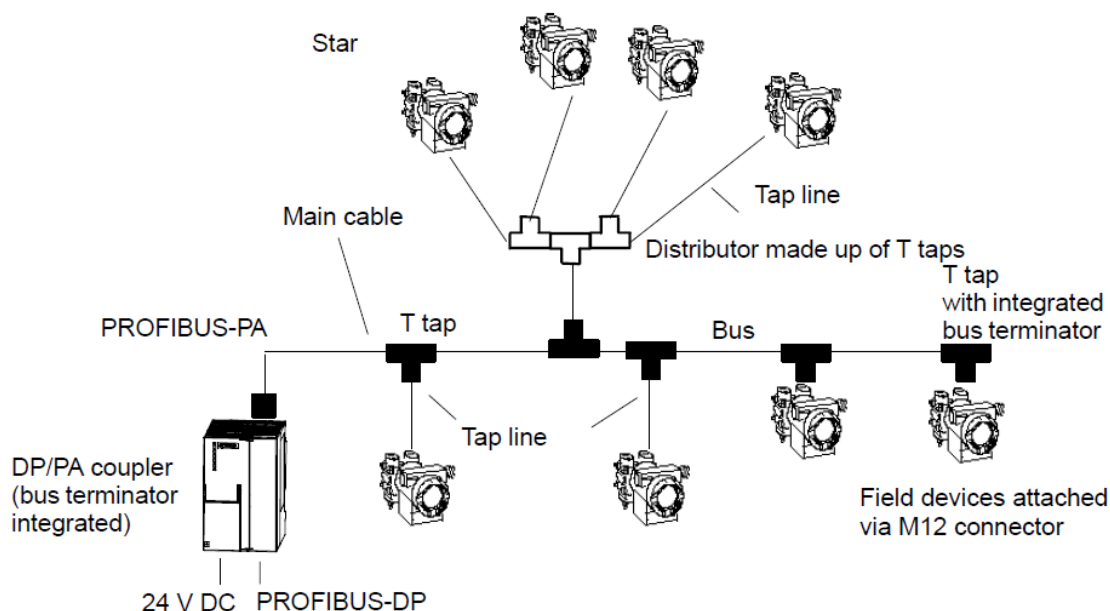 Star
Tap line
Main cable
Distributor made up of T taps
T tap
with integrated
bus terminator
PROFIBUS-PA
T tap
Bus
Tap line
DP/PA coupler
(bus terminator
integrated)
Field devices attached
via M12 connector
24 V DC
PROFIBUS-DP